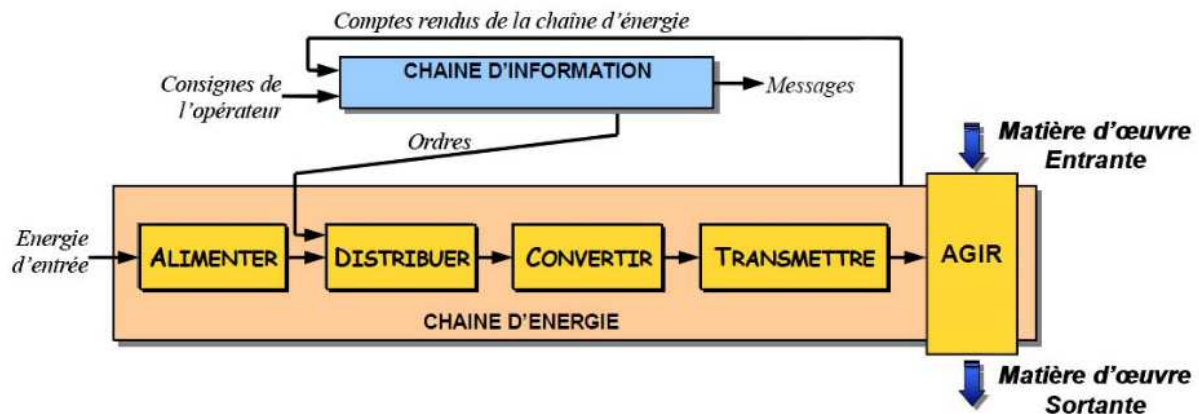 Comptes rendus de la chaîne d'énergie
CHAINE D'INFORMATION
Consignes de
l'opérateur
Messages
Ordres
Matière d'œuvre
Entrante
Energie
d'entrée
ALIMENTER
DISTRIBUER
CONVERTIR
TRANSMETTRE
AGIR
CHAINE D'ENERGIE
Matière d'œuvre
Sortante